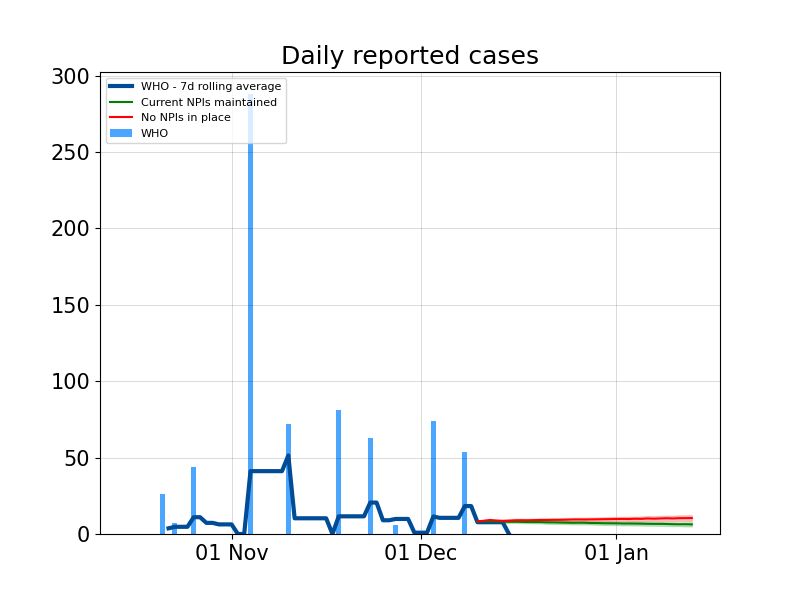 Daily reported cases
300
250
200
150
100
50
0
WHO - 7d rolling average
Current NPIs maintained
No NPIs in place
WHO
01 Nov
01 Dec
01 Jan